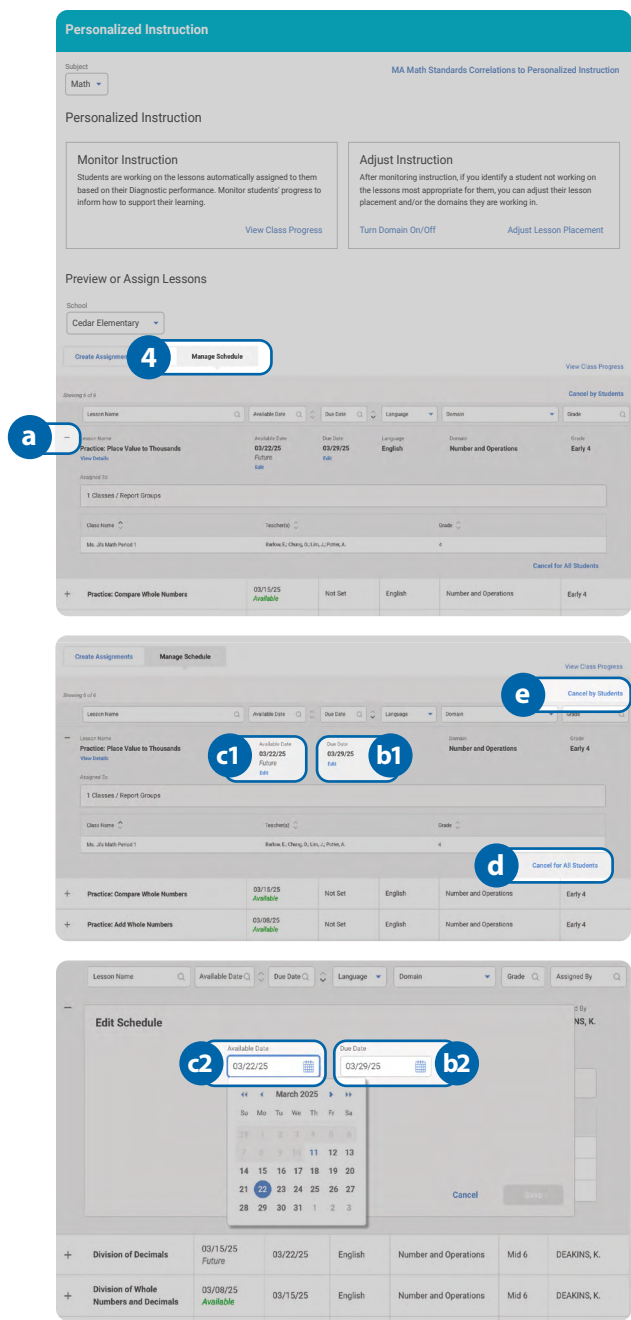 Personalized Instruction
Subject
Math
MA Math Standards Correlations to Personalized Instruction
Personalized Instruction
Monitor Instruction
Students are working on the lessons automatically assigned to them
based on their Diagnostic performance. Monitor students' progress to
inform how to support their learning.
View Class Progress
Adjust Instruction
After monitoring instruction, if you identify a student not working on
the lessons most appropriate for them, you can adjust their lesson
placement and/or the domains they are working in.
Turn Domain On/Off Adjust Lesson Placement
Preview or Assign Lessons
School
Cedar Elementary
Create Assignmen 4 Manage Schedule
View Class Progress
Showing 6 of 6 Cancel by Students
Lesson Name Available Date Due Date Language Domain Grade
a
Lesson Name Available Date Due Date Language Domain Grade
Practice: Place Value to Thousands 03/22/25 03/29/25 English Number and Operations Early 4
View Details Future Edit
Edit
Assigned To:
1 Classes / Report Groups
Class Name Teacher(s) Grade
Ms. Ji's Math Period 1 Barlow, E.; Chang, D.; Lim, J.; Potter, A. 4
Cancel for All Students
+ Practice: Compare Whole Numbers 03/15/25 Not Set English Number and Operations Early 4
Available
Create Assignments Manage Schedule
View Class Progress
Showing 6 of 6 e Cancel by Students
Lesson Name Available Date Due Date Language Domain Grade
Lesson Name Available Date Due Date Domain Grade
Practice: Place Value to Thousands c1 03/22/25 03/29/25 b1 Number and Operations Early 4
View Details Future Edit
Edit
Assigned To:
1 Classes / Report Groups
Class Name Teacher(s) Grade
Ms. Ji's Math Period 1 Barlow, E.; Chang, D.; Lim, J.; Potter, A. 4
d Cancel for All Students
+ Practice: Compare Whole Numbers 03/15/25 Not Set English Number and Operations Early 4
Available
+ Practice: Add Whole Numbers 03/08/25 Not Set English Number and Operations Early 4
Available
Lesson Name Available Date Due Date Language Domain Grade Assigned By
NS, K.
Edit Schedule
Available Date Due Date
c2 03/22/25 03/29/25 b2
March 2025
Su Mo Tu We Th Fr Sa
11 12 13
14 15 16 17 18 19 20
21 22 23 24 25 26 27
28 29 30 31 1 2 3
Cancel Save
+ Division of Decimals 03/15/25 03/22/25 English Number and Operations Mid 6 DEAKINS, K.
Future
+ Division of Whole Numbers and Decimals 03/08/25 03/15/25 English Number and Operations Mid 6 DEAKINS, K.
Available